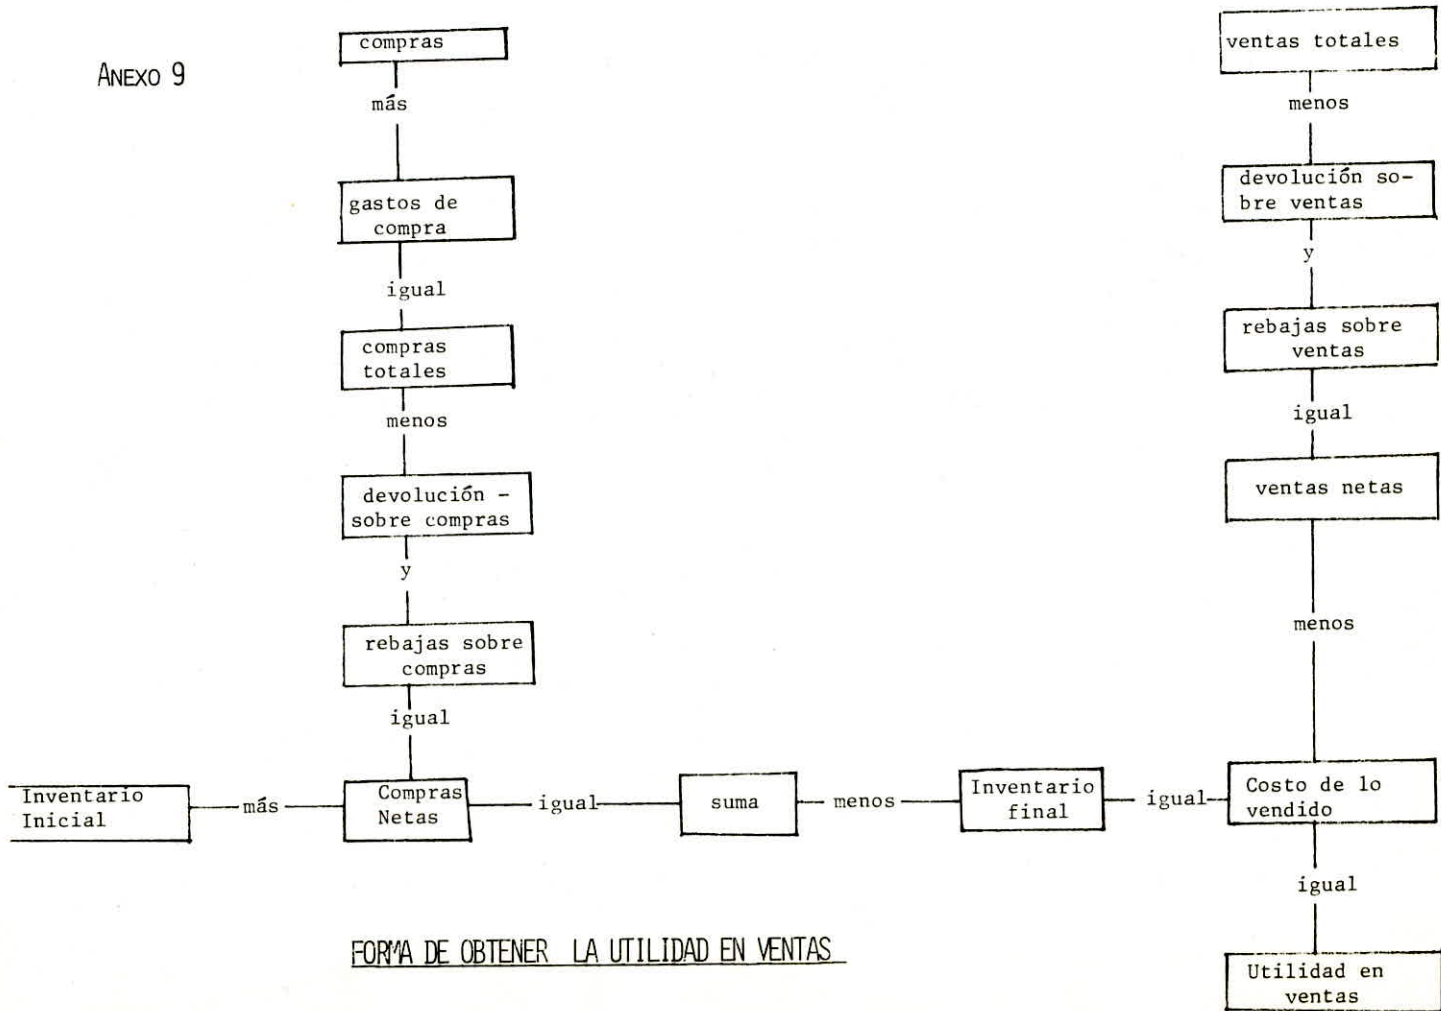 ANEXO 9
compras
más
gastos de
compra
igual
compras
totales
menos
devolución -
sobre compras
y
rebajas sobre
compras
igual
ventas totales
menos
devolución so-
bre ventas
y
rebajas sobre
ventas
igual
ventas netas
menos
Inventario
Inicial
más
Compras
Netas
igual
suma
menos
Inventario
final
igual
Costo de lo
vendido
igual
Utilidad en
ventas
FORMA DE OBTENER LA UTILIDAD EN VENTAS